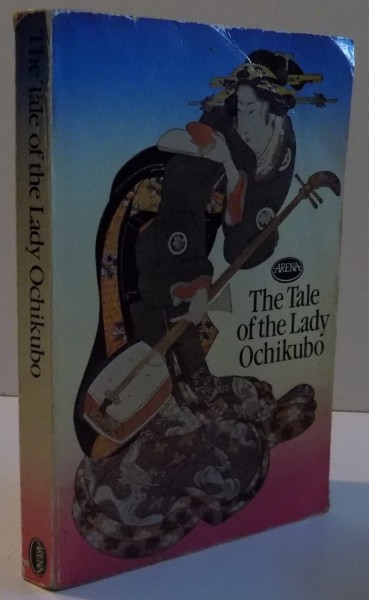 The Tale of the Lady Ochikubo
ARENA
ARENA
The Tale
of the Lady
Ochikubo